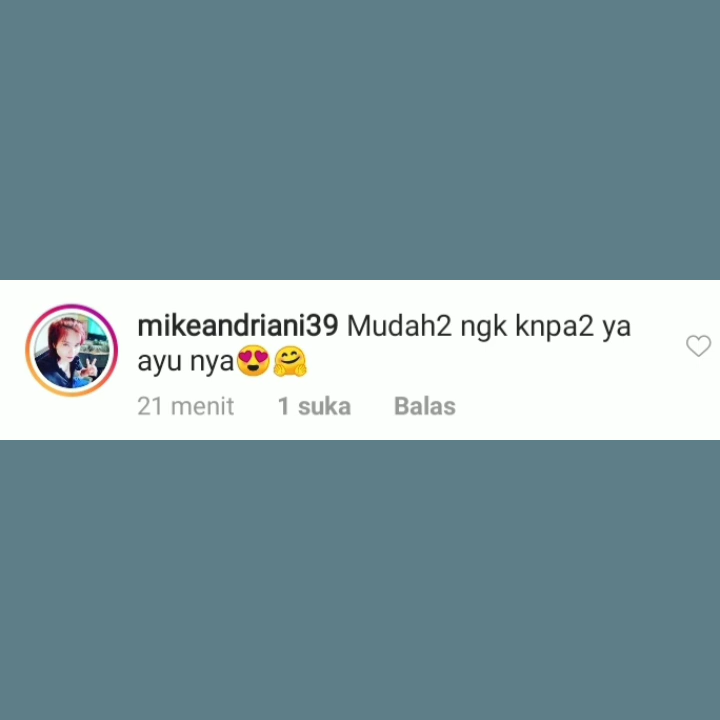 mikeandriani39 Mudah2 ngk knpa2 ya
ayu nya😍🤗
21 menit 1 suka Balas